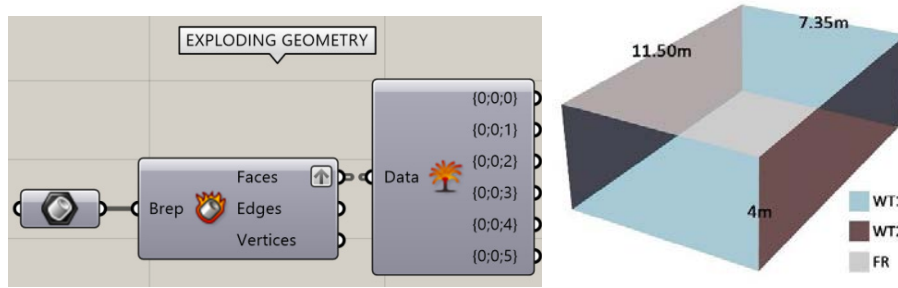 EXPLODING GEOMETRY
Brep
Faces
Edges
Vertices
Data
{0;0;0}
{0;0;1}
{0;0;2}
{0;0;3}
{0;0;4}
{0;0;5}
7.35m
11.50m
4m
FR